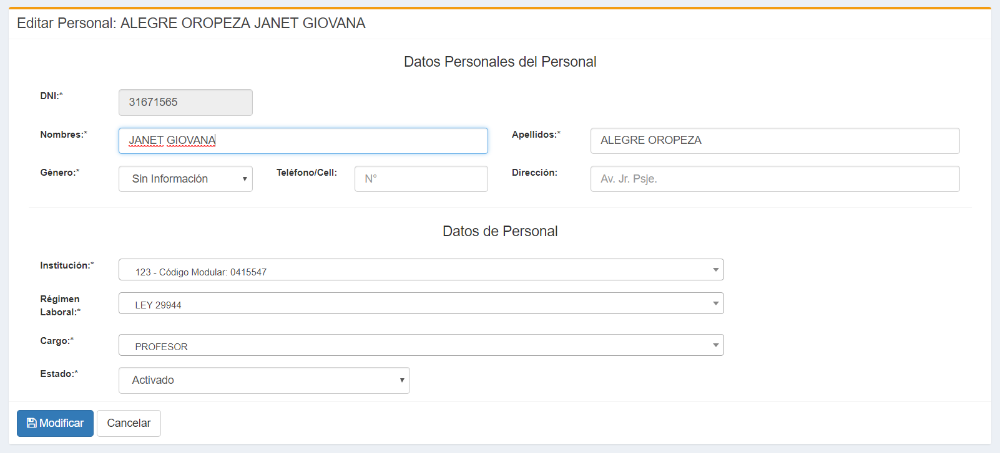 Editar Personal: ALEGRE OROPEZA JANET GIOVANA
Datos Personales del Personal
DNI:* 31671565
Nombres:* JANET GIOVANA Apellidos:* ALEGRE OROPEZA
Género:* Sin Información Teléfono/Cell: N° Dirección: Av. Jr. Psje.
Datos de Personal
Institución:* 123 - Código Modular: 0415547
Régimen
Laboral:* LEY 29944
Cargo:* PROFESOR
Estado:* Activado
Modificar Cancelar